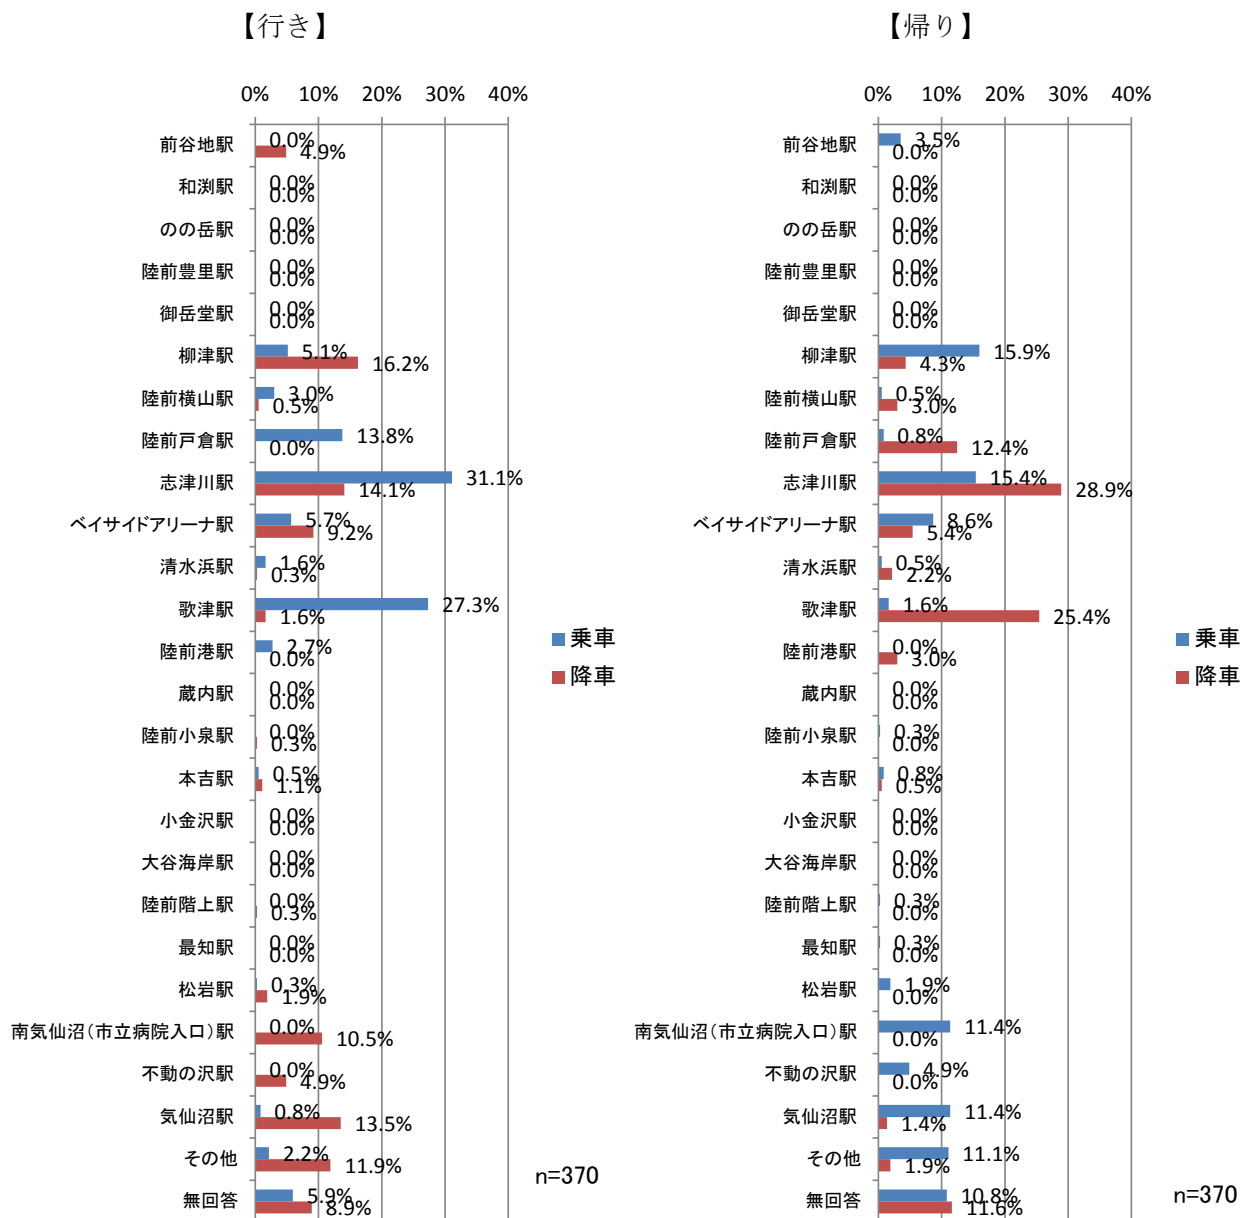 【行き】
0% 10% 20% 30% 40%
前谷地駅 0.0% 4.9%
和渕駅 0.0% 0.0%
のの岳駅 0.0% 0.0%
陸前豊里駅 0.0% 0.0%
御岳堂駅 0.0% 0.0%
柳津駅 5.1% 16.2%
陸前横山駅 3.0% 0.5%
陸前戸倉駅 13.8% 0.0%
志津川駅 31.1% 14.1%
ベイサイドアリーナ駅 5.7% 9.2%
清水浜駅 1.6% 0.3%
歌津駅 27.3% 1.6%
陸前港駅 2.7% 0.0%
蔵内駅 0.0% 0.0%
陸前小泉駅 0.0% 0.3%
本吉駅 0.5% 1.1%
小金沢駅 0.0% 0.0%
大谷海岸駅 0.0% 0.0%
陸前階上駅 0.0% 0.3%
最知駅 0.0% 0.0%
松岩駅 0.3% 1.9%
南気仙沼（市立病院入口）駅 0.0% 10.5%
不動の沢駅 0.0% 4.9%
気仙沼駅 0.8% 13.5%
その他 2.2% 11.9%
無回答 5.9% 8.9%
乗車
降車
n=370
【帰り】
0% 10% 20% 30% 40%
前谷地駅 3.5% 0.0%
和渕駅 0.0% 0.0%
のの岳駅 0.0% 0.0%
陸前豊里駅 0.0% 0.0%
御岳堂駅 0.0% 0.0%
柳津駅 15.9% 4.3%
陸前横山駅 0.5% 3.0%
陸前戸倉駅 0.8% 12.4%
志津川駅 15.4% 28.9%
ベイサイドアリーナ駅 8.6% 5.4%
清水浜駅 0.5% 2.2%
歌津駅 1.6% 25.4%
陸前港駅 0.0% 3.0%
蔵内駅 0.0% 0.0%
陸前小泉駅 0.3% 0.0%
本吉駅 0.8% 0.5%
小金沢駅 0.0% 0.0%
大谷海岸駅 0.0% 0.0%
陸前階上駅 0.3% 0.0%
最知駅 0.3% 0.0%
松岩駅 1.9% 0.0%
南気仙沼（市立病院入口）駅 11.4% 0.0%
不動の沢駅 4.9% 0.0%
気仙沼駅 11.4% 1.4%
その他 11.1% 1.9%
無回答 10.8% 11.6%
乗車
降車
n=370